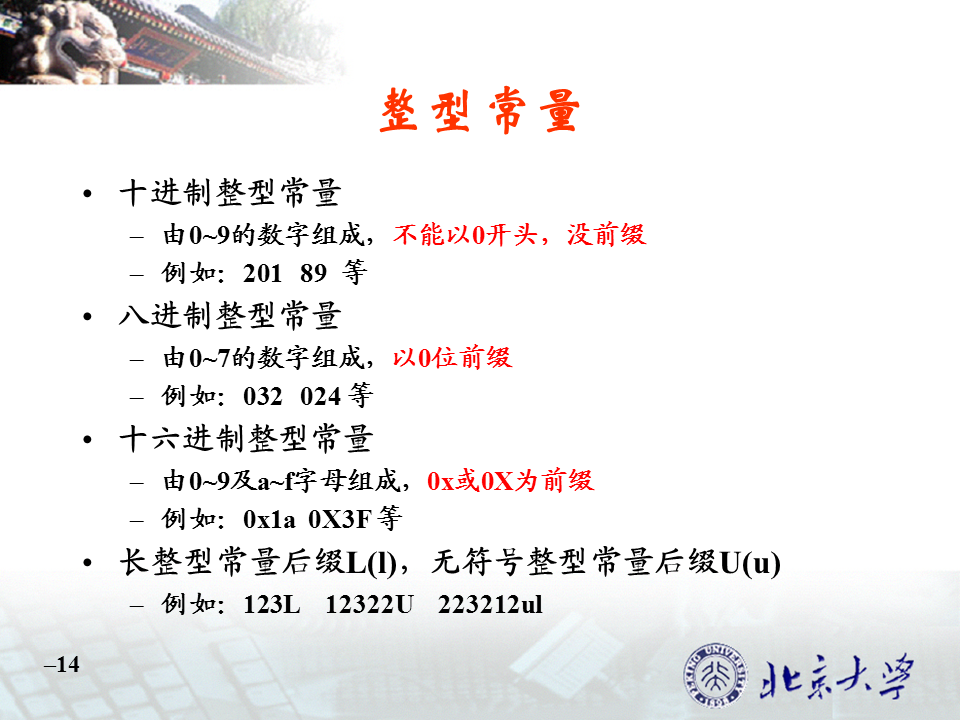 整型常量
• 十进制整型常量
– 由0~9的数字组成，不能以0开头，没前缀
– 例如：201 89 等
• 八进制整型常量
– 由0~7的数字组成，以0位前缀
– 例如：032 024 等
• 十六进制整型常量
– 由0~9及a~f字母组成，0x或0X为前缀
– 例如：0x1a 0X3F 等
• 长整型常量后缀L(l)，无符号整型常量后缀U(u)
– 例如：123L 12322U 223212ul
–14
PEKING UNIVERSITY
1898
北京大学